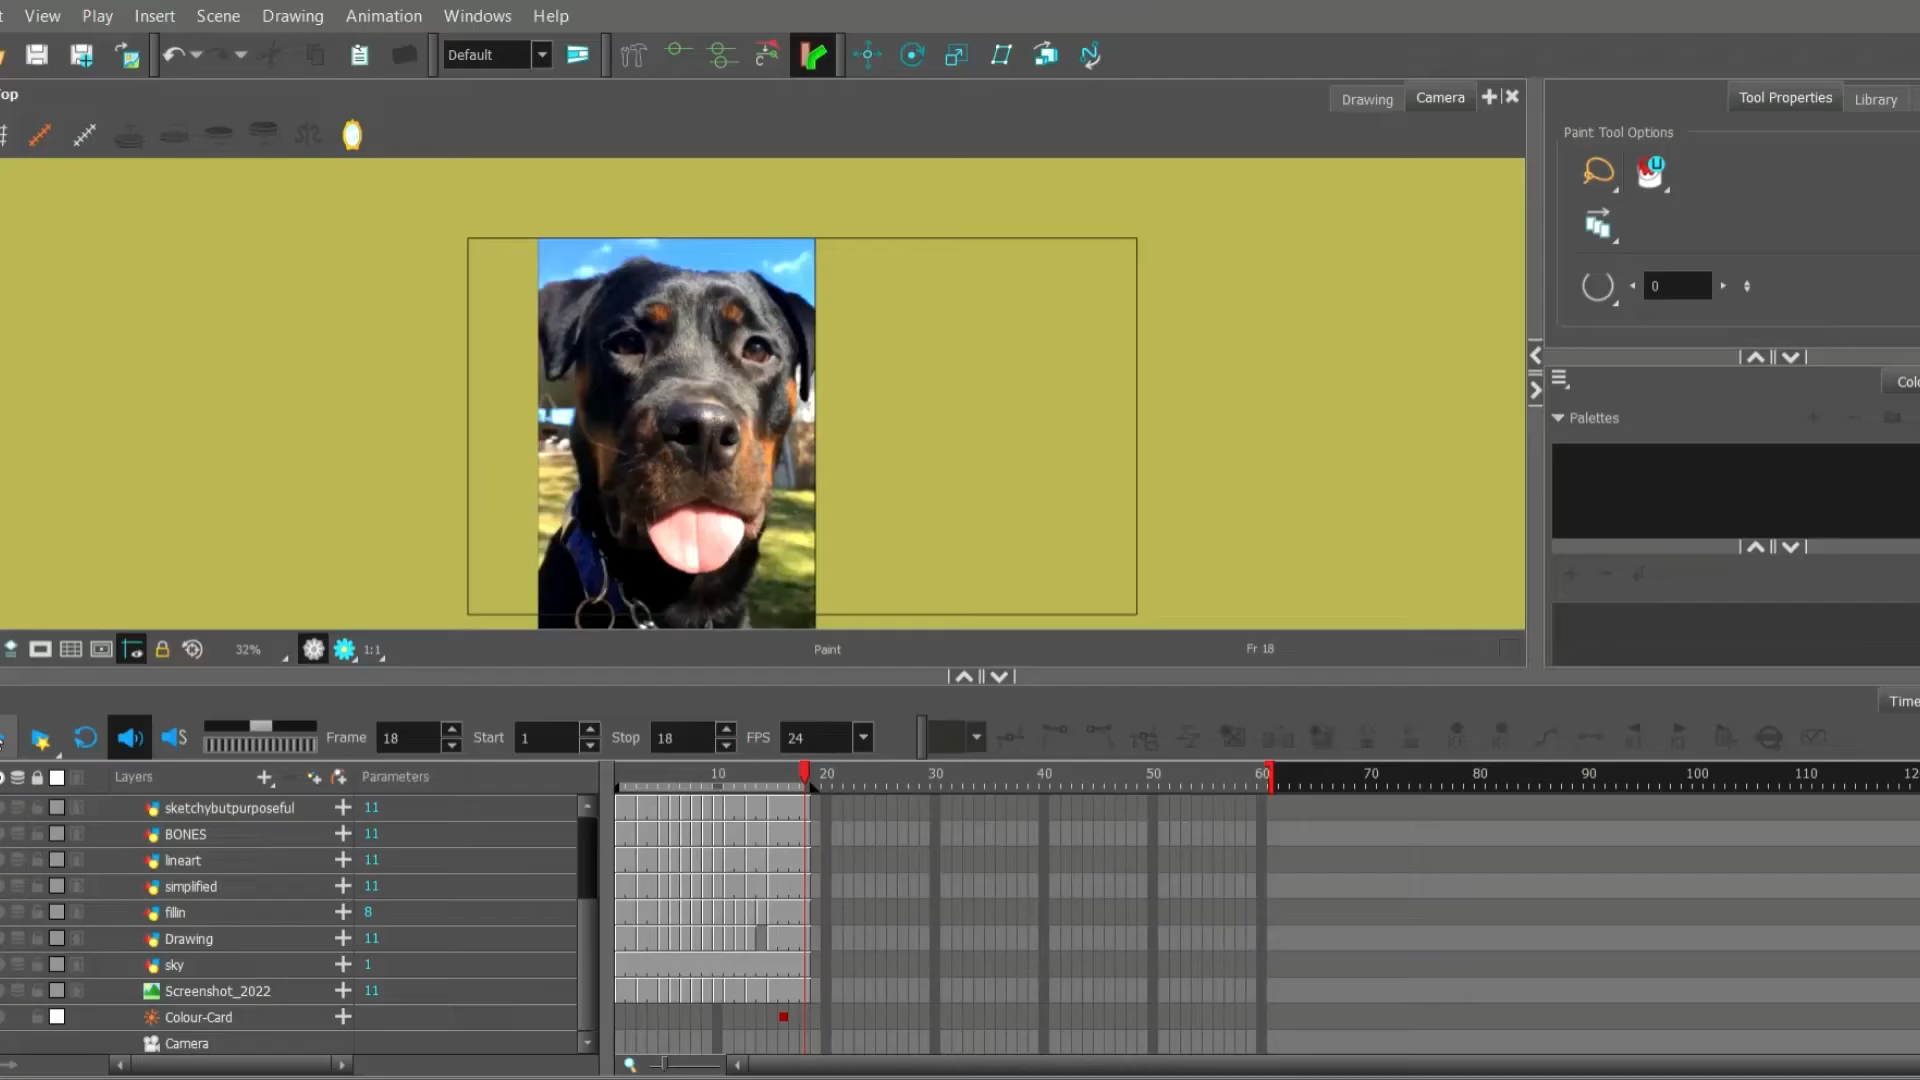 View Play Insert Scene Drawing Animation Windows Help
Default
op
Drawing Camera
Tool Properties Library
Paint Tool Options
0
Palettes
32% 1:1 Paint Fr 18
Frame 18 Start 1 Stop 18 FPS 24
Layers Parameters 10 20 30 40 50 60 70 80 90 100 110 12
sketchybutpurposeful 11
BONES 11
lineart 11
simplified 11
fillin 8
Drawing 11
sky 1
Screenshot_2022 11
Colour-Card
Camera